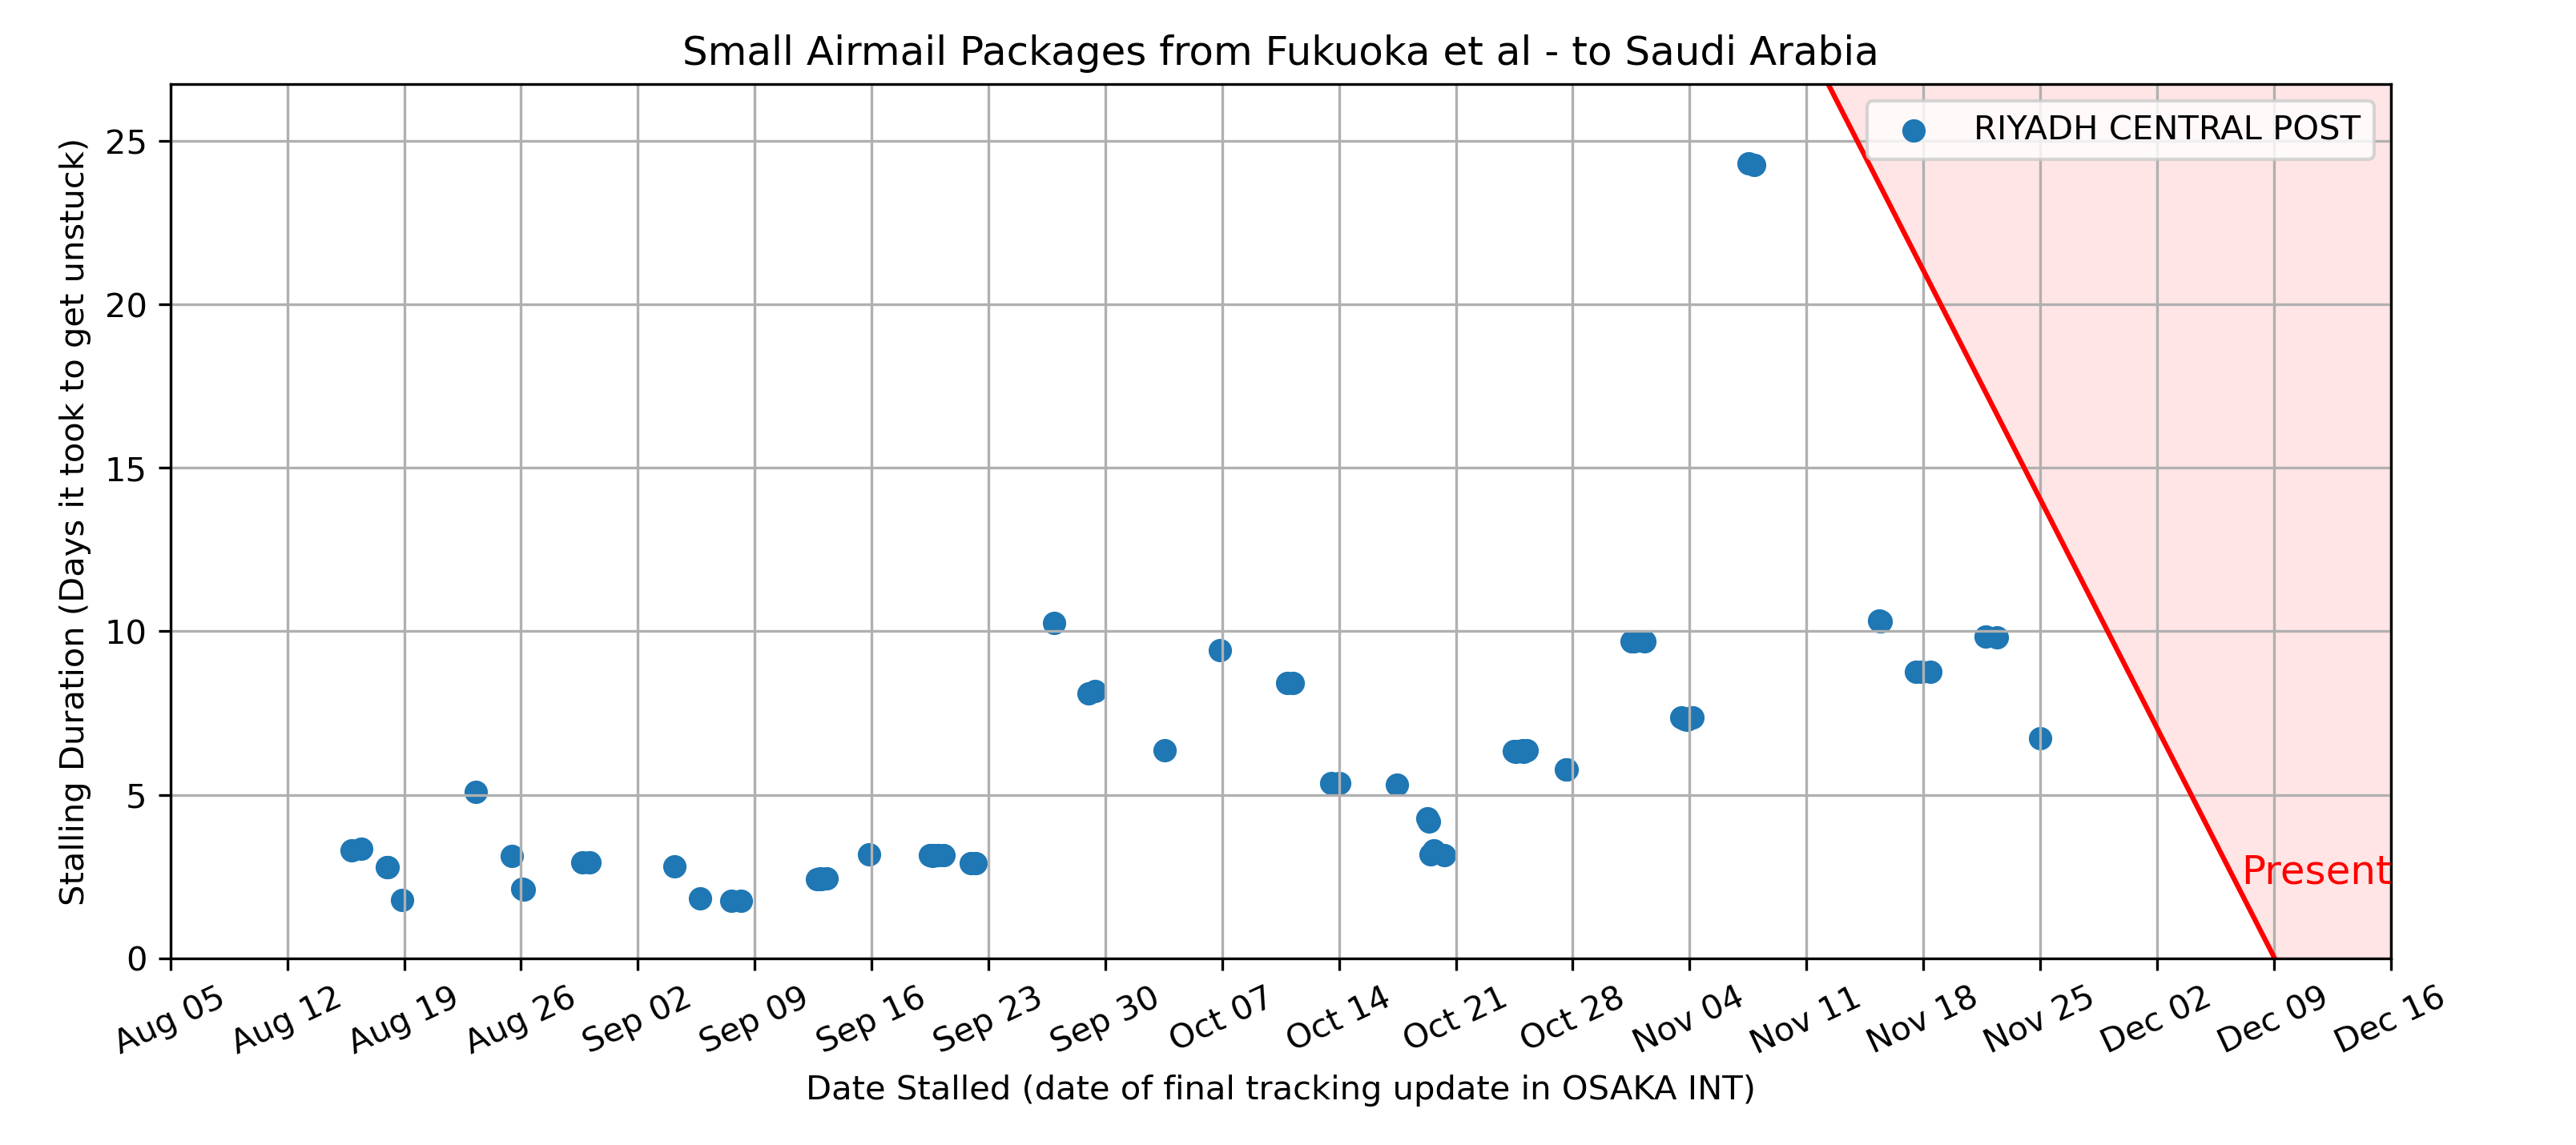 Small Airmail Packages from Fukuoka et al - to Saudi Arabia
RIYADH CENTRAL POST
Stalling Duration (Days it took to get unstuck)
25
20
15
10
5
0
Present
Aug 05
Aug 12
Aug 19
Aug 26
Sep 02
Sep 09
Sep 16
Sep 23
Sep 30
Oct 07
Oct 14
Oct 21
Oct 28
Nov 04
Nov 11
Nov 18
Nov 25
Dec 02
Dec 09
Dec 16
Date Stalled (date of final tracking update in OSAKA INT)